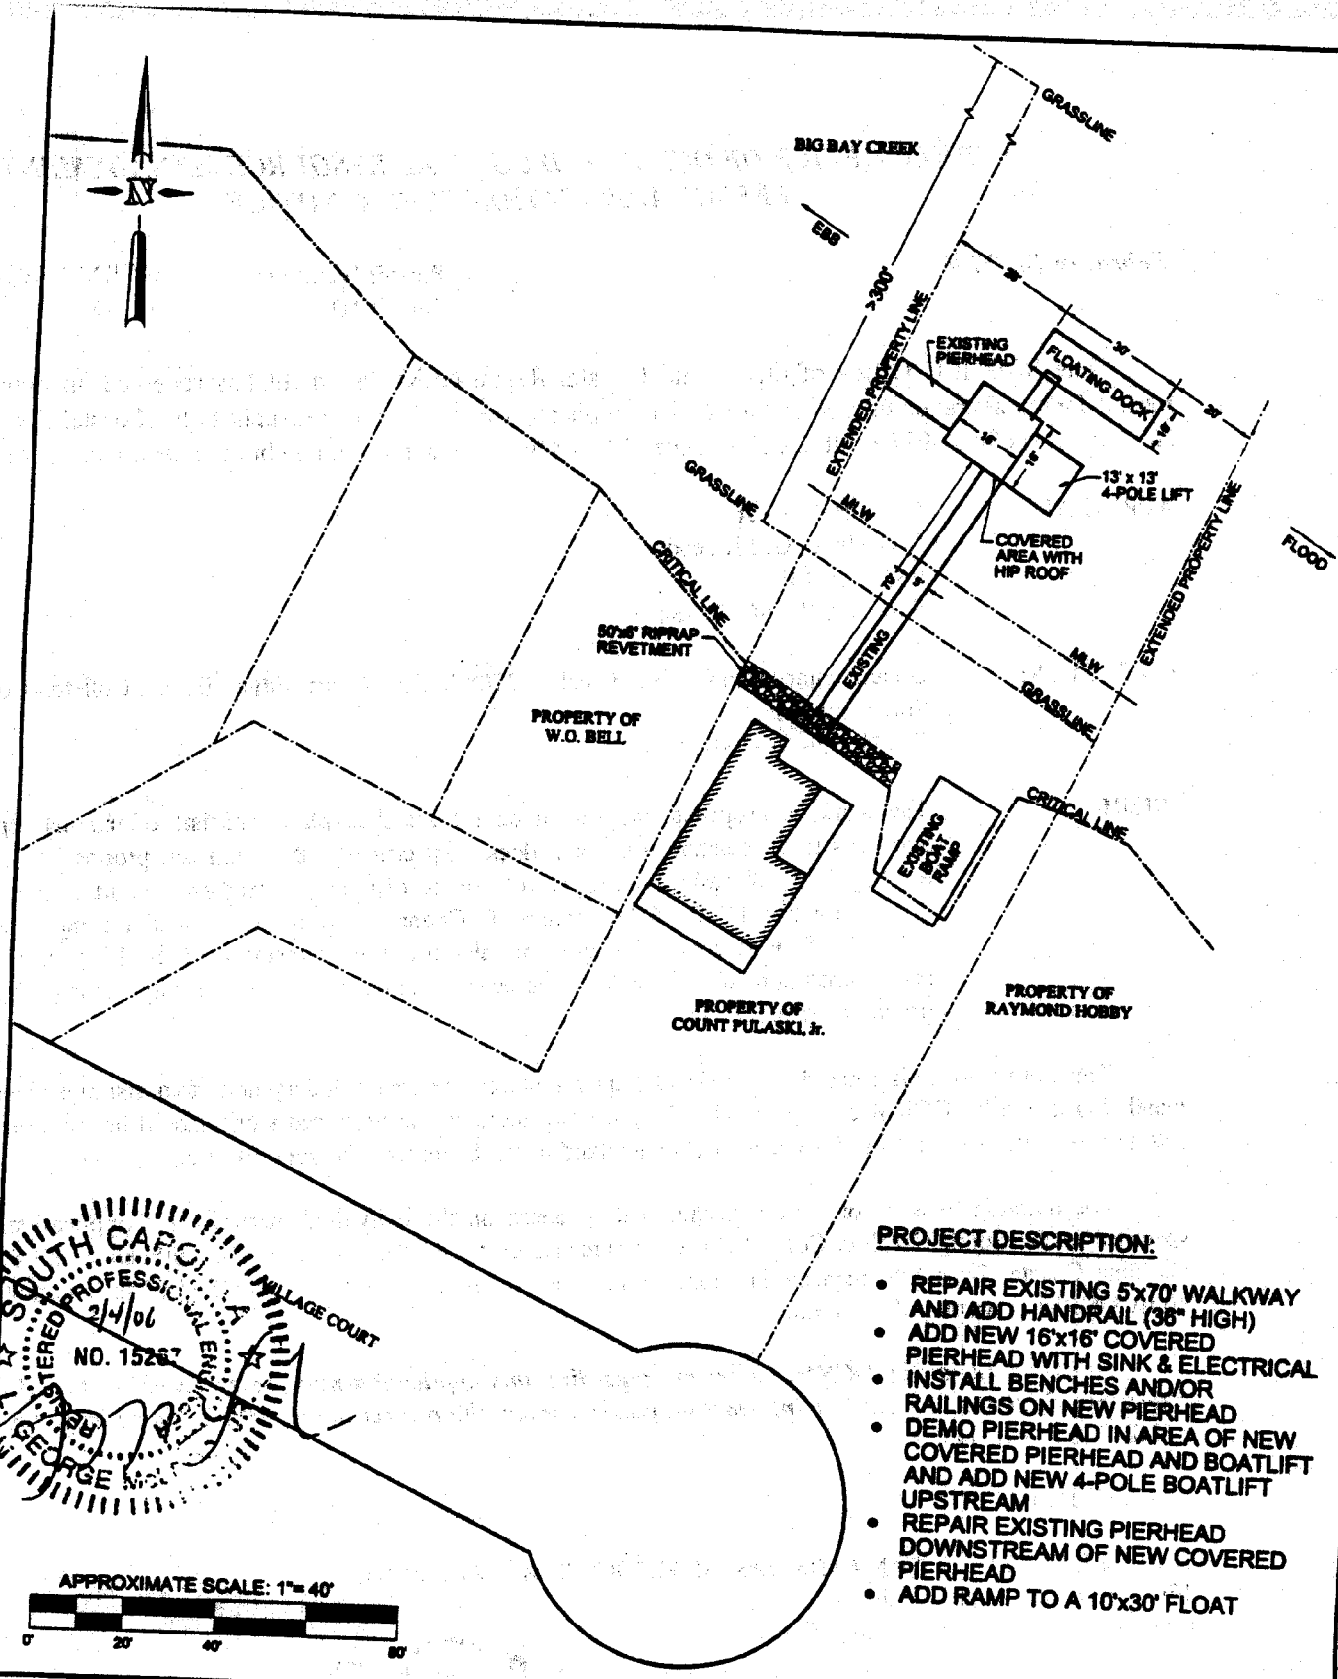 N
BIG BAY CREEK
GRASSLINE
EBB
>300'
EXTENDED PROPERTY LINE
30'
20'
EXISTING
PIERHEAD
FLOATING DOCK
10'
16'
16'
13' x 13'
4-POLE LIFT
GRASSLINE
MLW
COVERED
AREA WITH
HIP ROOF
EXTENDED PROPERTY LINE
FLOOD
CRITICAL LINE
70'
EXISTING
50'x6' RIPRAP
REVETMENT
MLW
GRASSLINE
PROPERTY OF
W.O. BELL
CRITICAL LINE
EXISTING
BOAT
RAMP
PROPERTY OF
COUNT PULASKI, Jr.
PROPERTY OF
RAYMOND HOBBY
VILLAGE COURT
SOUTH CAROLINA
REGISTERED PROFESSIONAL ENGINEER
2/4/06
NO. 15267
GEORGE
PROJECT DESCRIPTION:
• REPAIR EXISTING 5'x70' WALKWAY
AND ADD HANDRAIL (36" HIGH)
• ADD NEW 16'x16' COVERED
PIERHEAD WITH SINK & ELECTRICAL
• INSTALL BENCHES AND/OR
RAILINGS ON NEW PIERHEAD
• DEMO PIERHEAD IN AREA OF NEW
COVERED PIERHEAD AND BOATLIFT
AND ADD NEW 4-POLE BOATLIFT
UPSTREAM
• REPAIR EXISTING PIERHEAD
DOWNSTREAM OF NEW COVERED
PIERHEAD
• ADD RAMP TO A 10'x30' FLOAT
APPROXIMATE SCALE: 1"= 40'
0' 20' 40' 80'